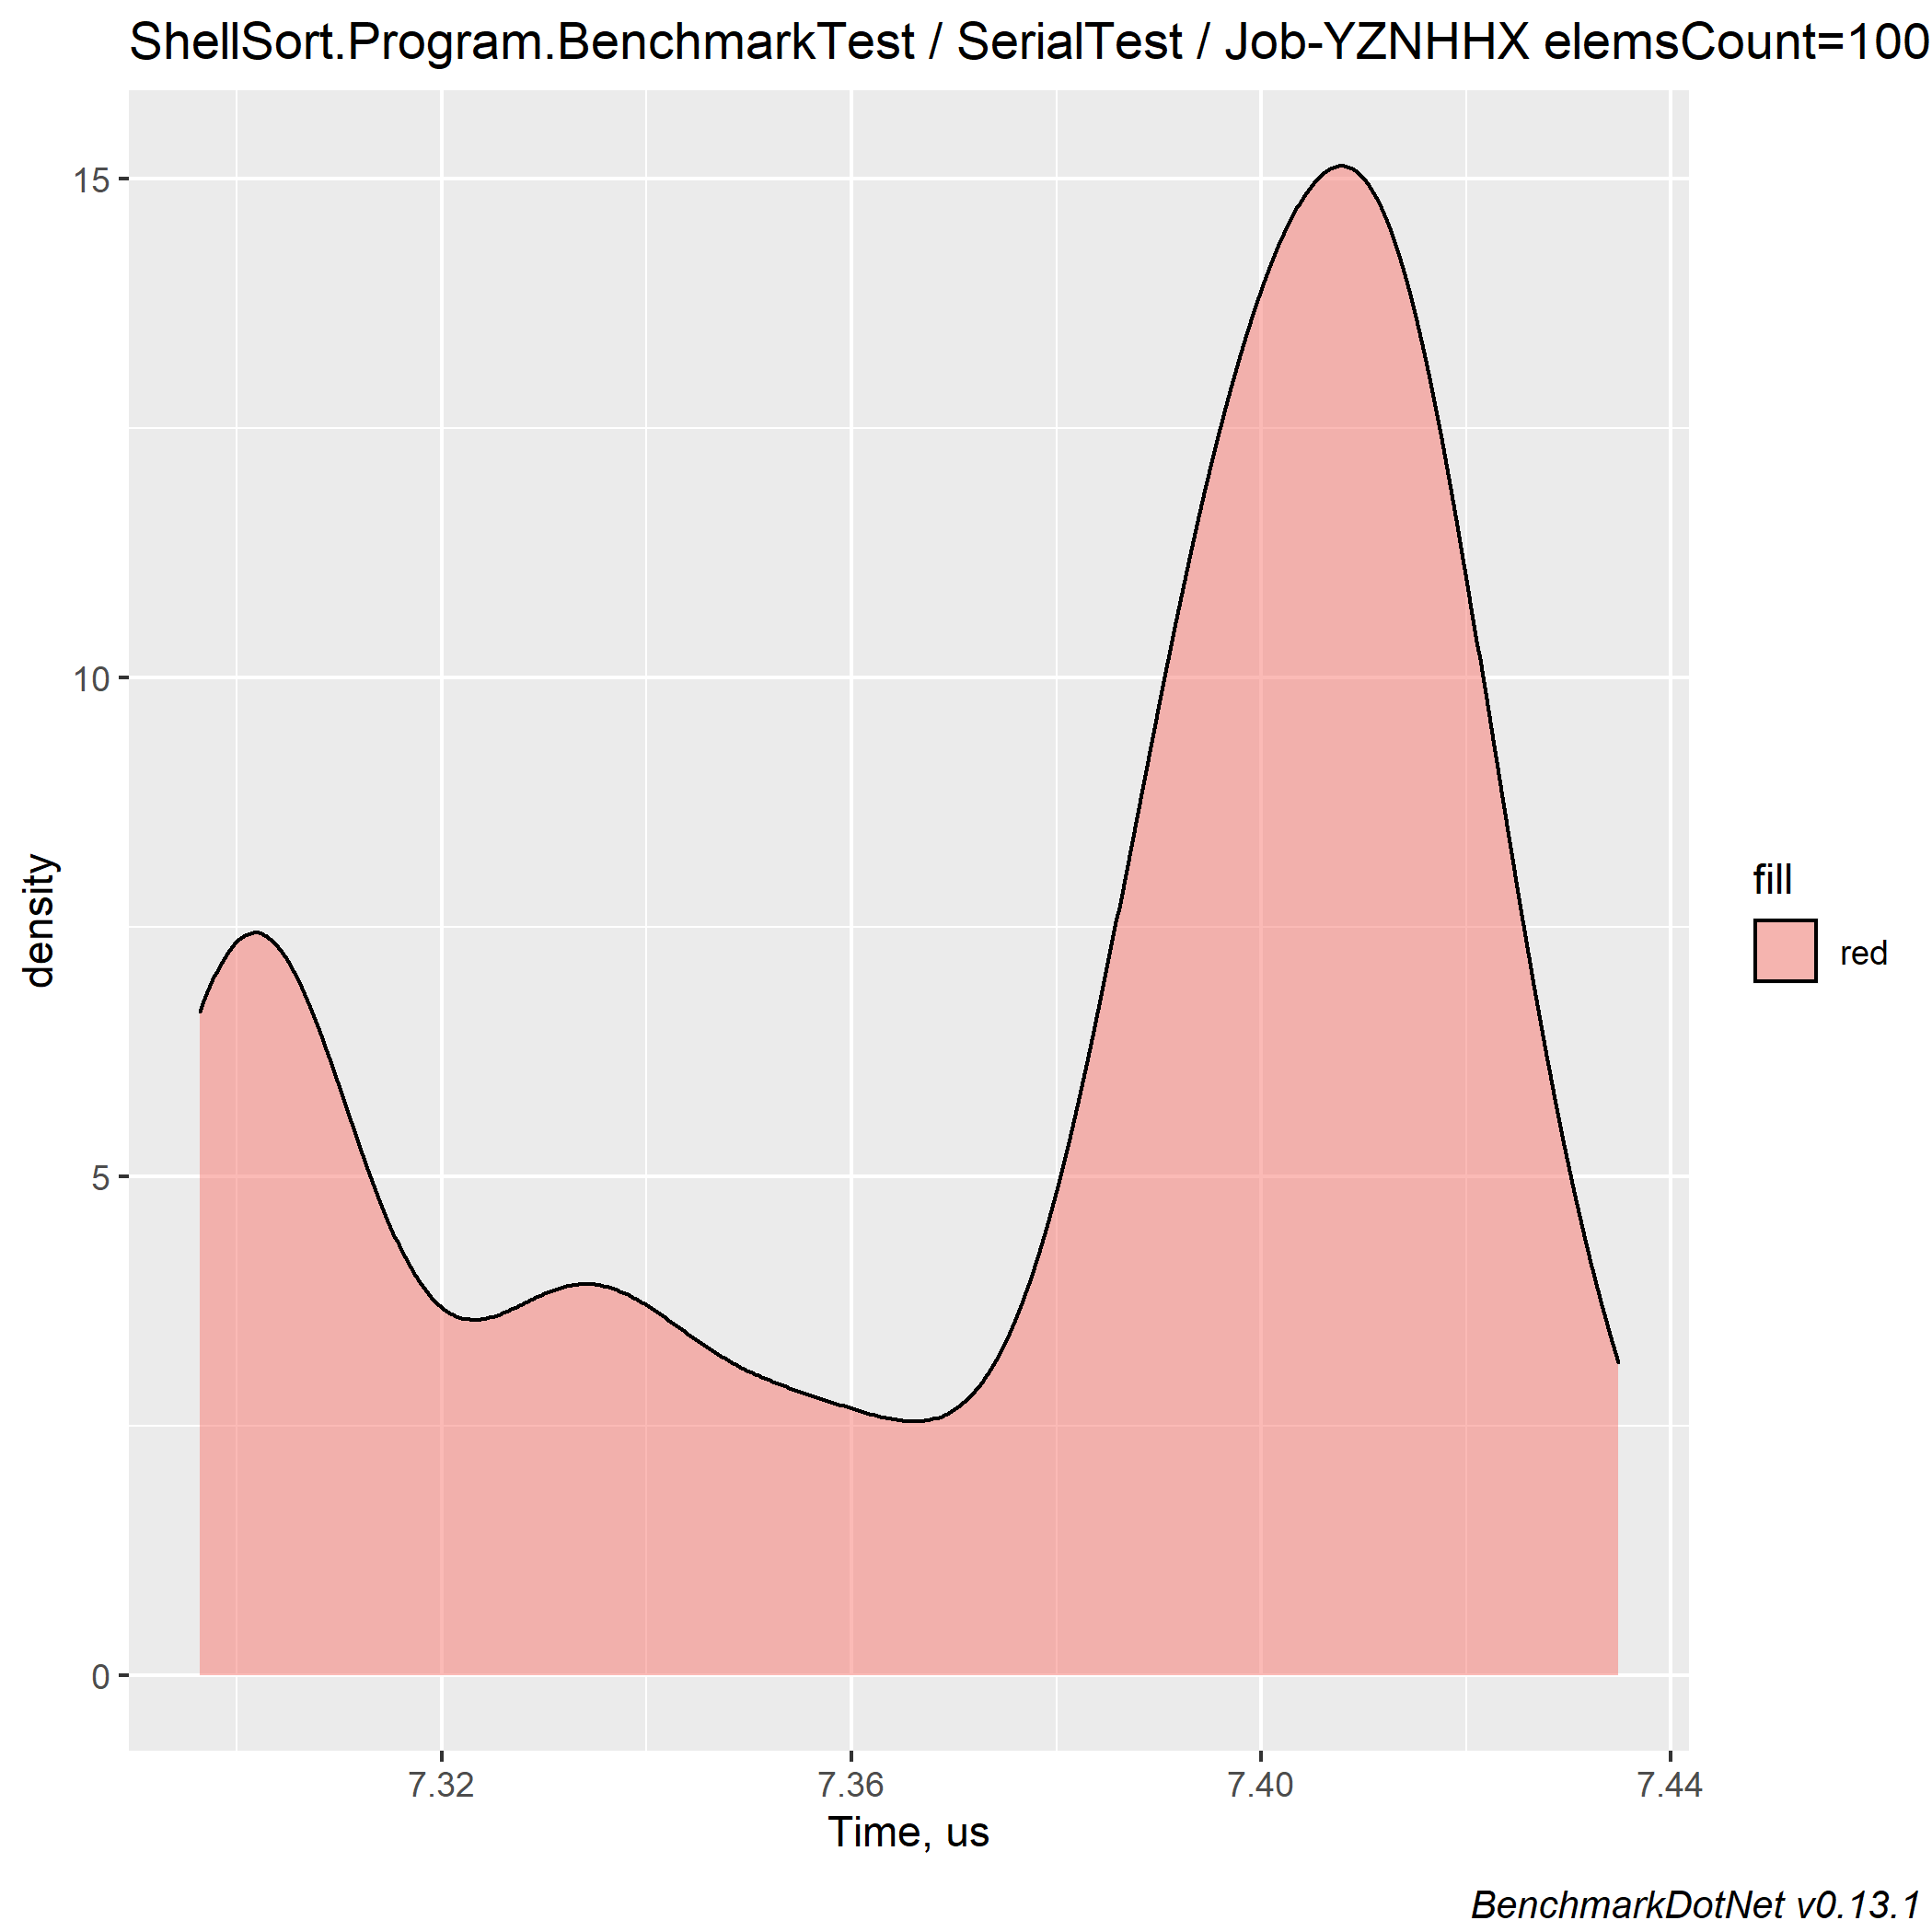 ShellSort.Program.BenchmarkTest / SerialTest / Job-YZNHHX elemsCount=100
15
10
5
0
density
7.32
7.36
7.40
7.44
Time, us
fill
red
BenchmarkDotNet v0.13.1